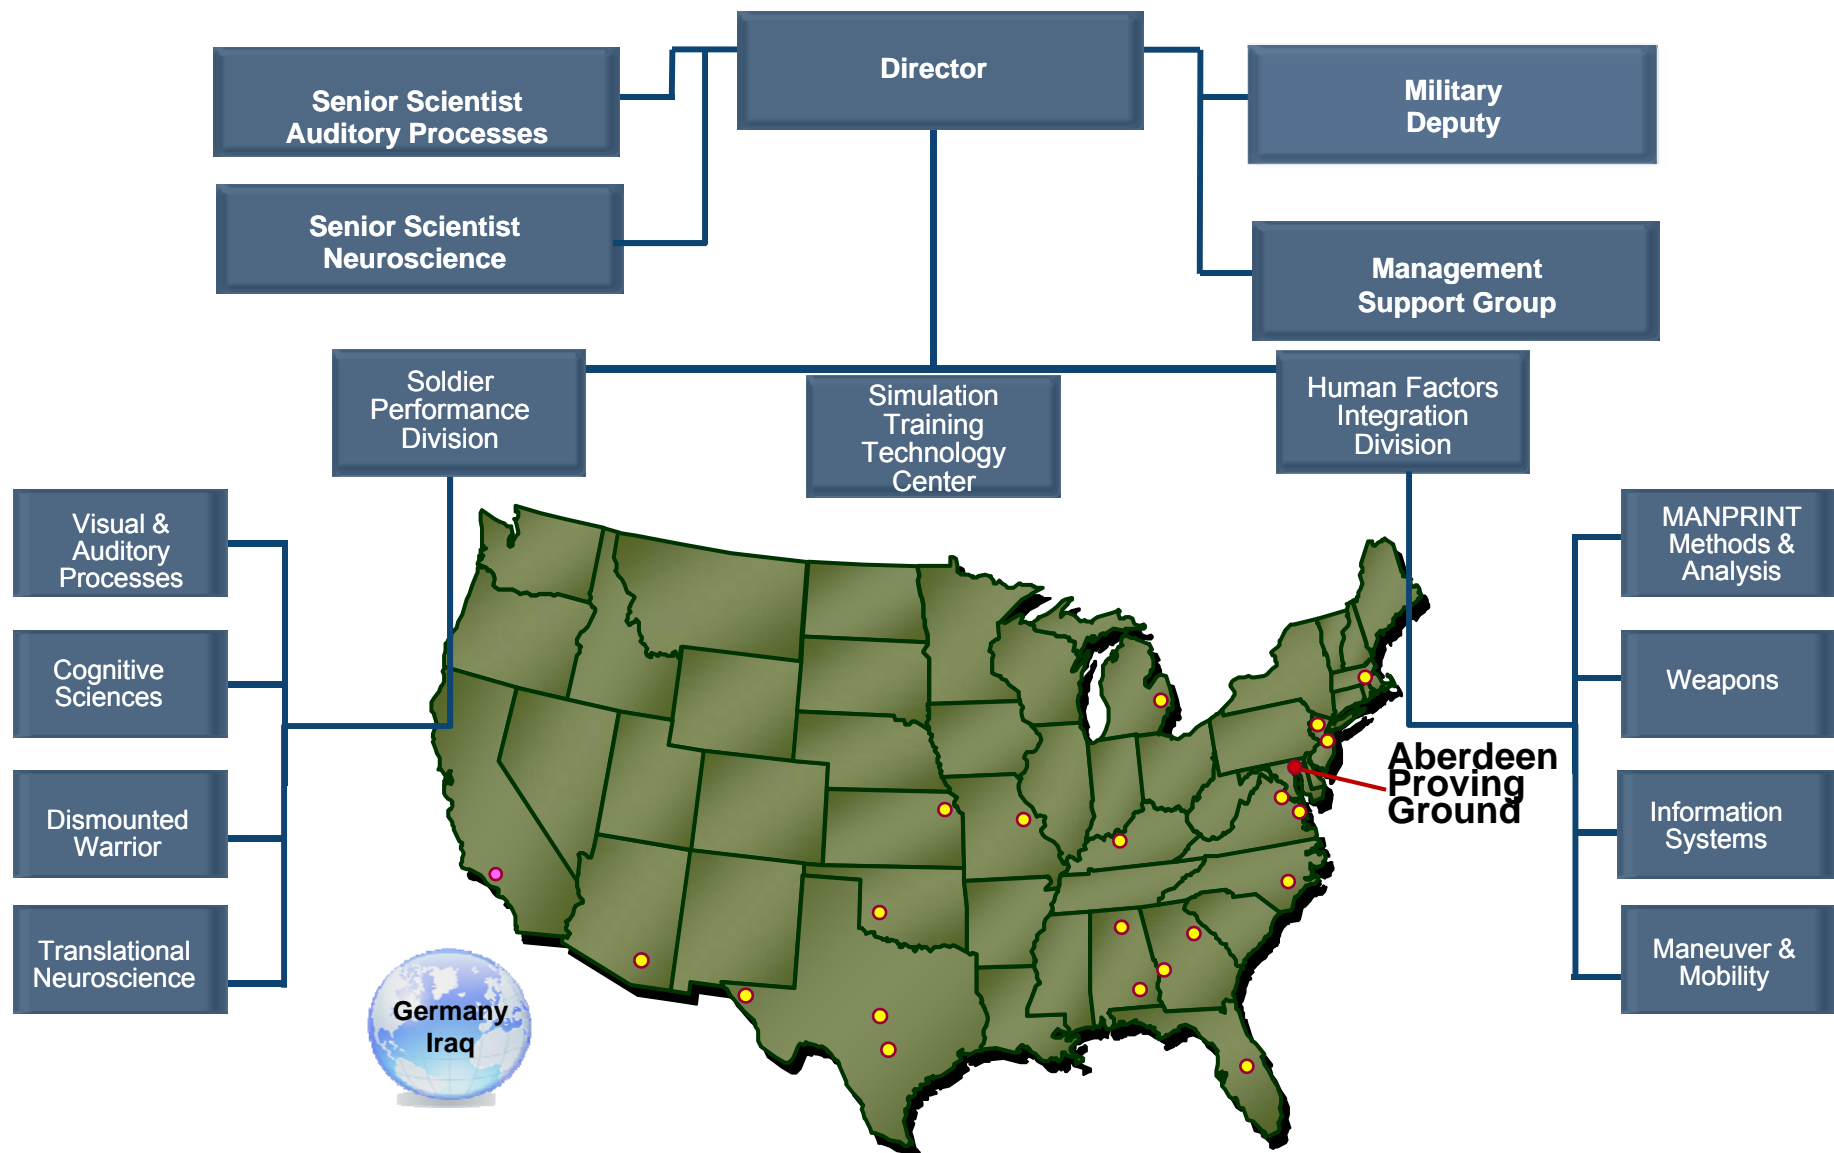 Director
Senior Scientist
Auditory Processes
Military
Deputy
Senior Scientist
Neuroscience
Management
Support Group
Soldier
Performance
Division
Simulation
Training
Technology
Center
Human Factors
Integration
Division
Visual &
Auditory
Processes
Cognitive
Sciences
Dismounted
Warrior
Translational
Neuroscience
MANPRINT
Methods &
Analysis
Weapons
Information
Systems
Maneuver &
Mobility
Aberdeen
Proving
Ground
Germany
Iraq